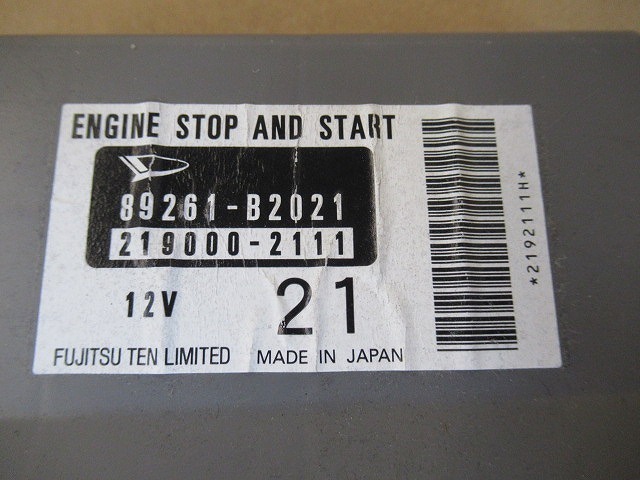 ENGINE STOP AND START
89261-B2021
219000-2111
12V 21
FUJITSU TEN LIMITED MADE IN JAPAN
*2192111H*